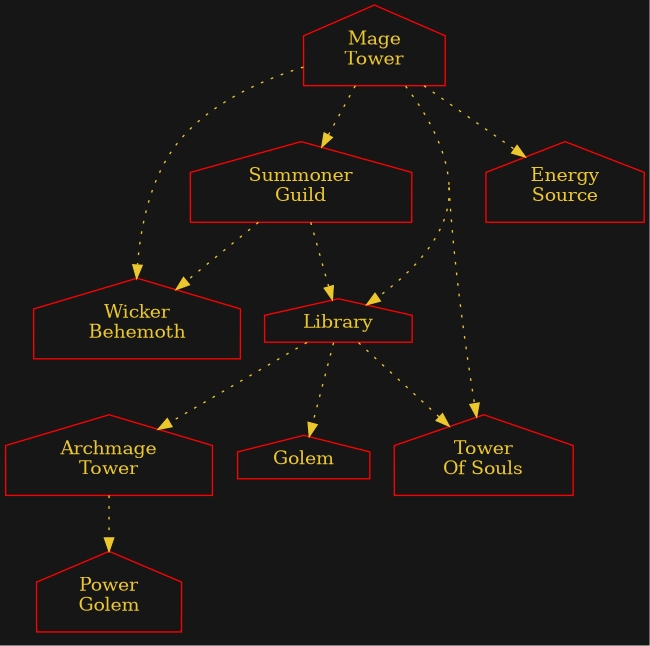 Mage
Tower
Summoner
Guild
Energy
Source
Wicker
Behemoth
Library
Archmage
Tower
Golem
Tower
Of Souls
Power
Golem